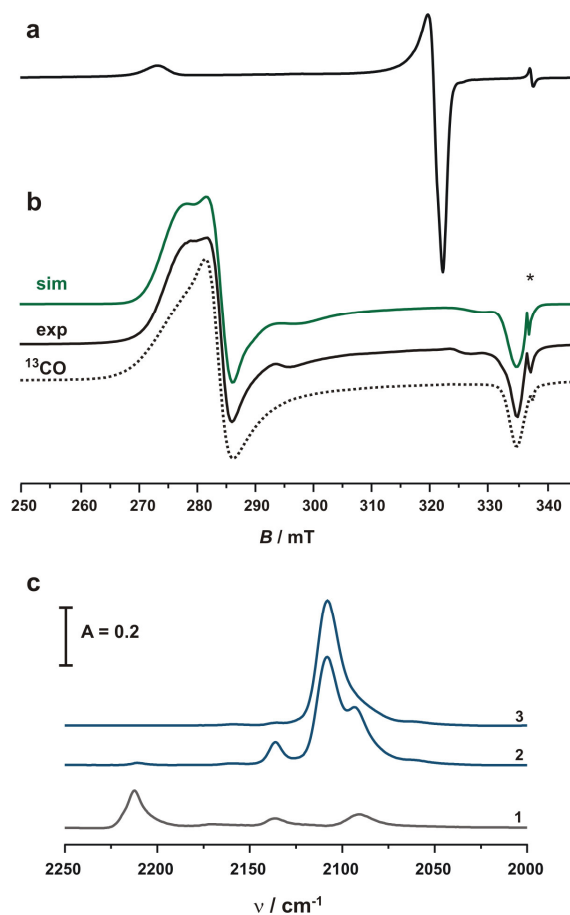 a
b
sim
*
exp
¹³CO
250 260 270 280 290 300 310 320 330 340
B / mT
c
A = 0.2
3
2
1
2250 2200 2150 2100 2050 2000
ν / cm⁻¹